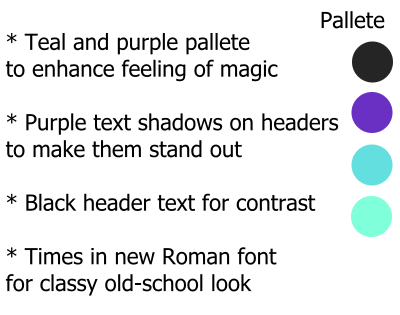 Pallete
* Teal and purple pallete
to enhance feeling of magic
* Purple text shadows on headers
to make them stand out
* Black header text for contrast
* Times in new Roman font
for classy old-school look